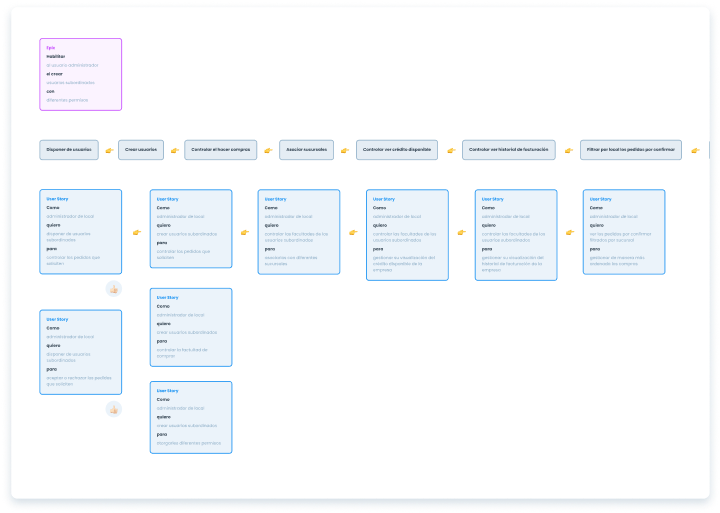 Epic
Habilitar
al usuario administrador
el crear
usuarios subordinados
con
diferentes permisos
Disponer de usuarios
Crear usuarios
Controlar el hacer compras
Asociar sucursales
Controlar ver crédito disponible
Controlar ver historial de facturación
Filtrar por local los pedidos por confirmar
User Story
Como
administrador de local
quiero
disponer de usuarios
subordinados
para
controlar los pedidos que
soliciten
User Story
Como
administrador de local
quiero
crear usuarios subordinados
para
controlar los pedidos que
soliciten
User Story
Como
administrador de local
quiero
controlar las facultades de los
usuarios subordinados
para
asociarlos con diferentes
sucursales
User Story
Como
administrador de local
quiero
controlar las facultades de los
usuarios subordinados
para
gestionar su visualización del
crédito disponible de la
empresa
User Story
Como
administrador de local
quiero
controlar las facultades de los
usuarios subordinados
para
gestionar su visualización del
historial de facturación de la
empresa
User Story
Como
administrador de local
quiero
ver los pedidos por confirmar
filtrados por sucursal
para
gestionar de manera más
ordenada las compras
User Story
Como
administrador de local
quiero
disponer de usuarios
subordinados
para
aceptar o rechazar los pedidos
que soliciten
User Story
Como
administrador de local
quiero
crear usuarios subordinados
para
controlar la facultad de
compra
User Story
Como
administrador de local
quiero
crear usuarios subordinados
para
diferentes permisos